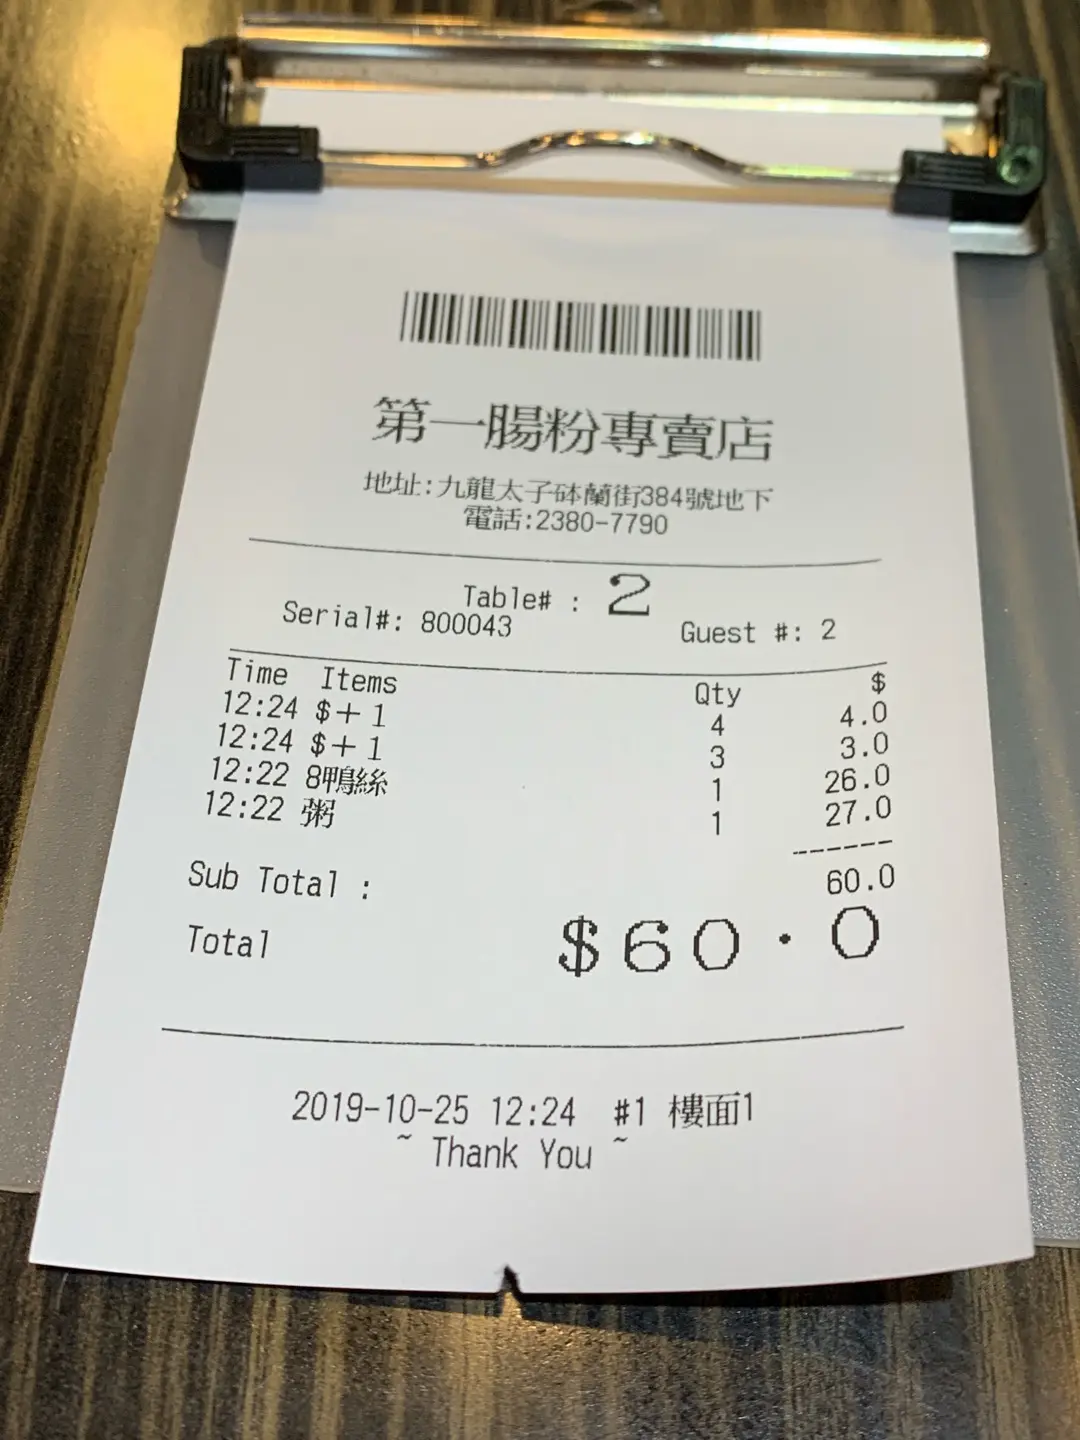 第一腸粉專賣店
地址:九龍太子砵蘭街384號地下
電話:2380-7790
Table# : 2
Serial#: 800043 Guest #: 2
Time Items Qty $
12:24 $+1 4 4.0
12:24 $+1 3 3.0
12:22 8鴨絲 1 26.0
12:22 粥 1 27.0
-------
Sub Total : 60.0
Total $60.0
2019-10-25 12:24 #1 樓面1
~ Thank You ~